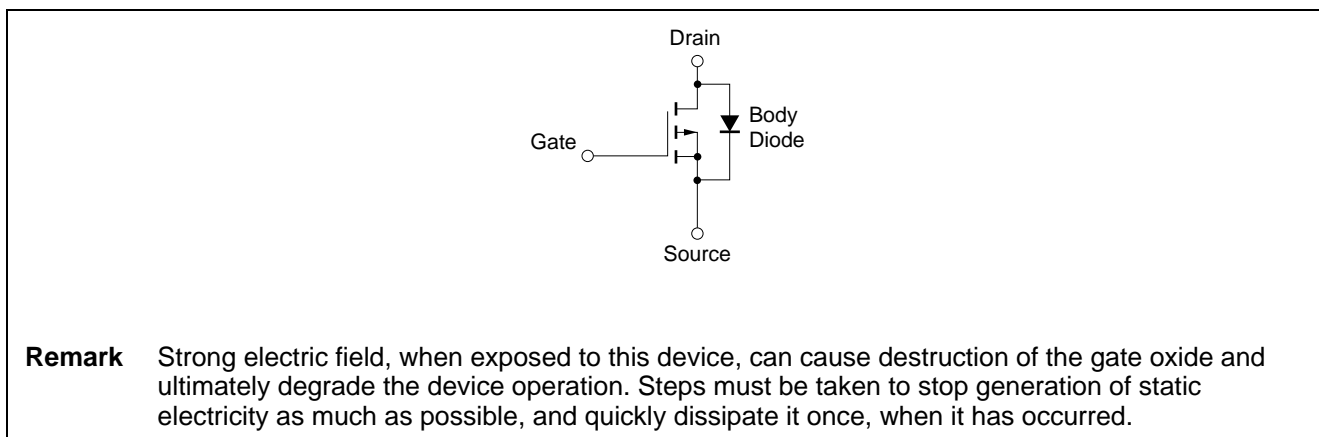 Drain
Body
Diode
Gate
Source
Remark Strong electric field, when exposed to this device, can cause destruction of the gate oxide and
ultimately degrade the device operation. Steps must be taken to stop generation of static
electricity as much as possible, and quickly dissipate it once, when it has occurred.